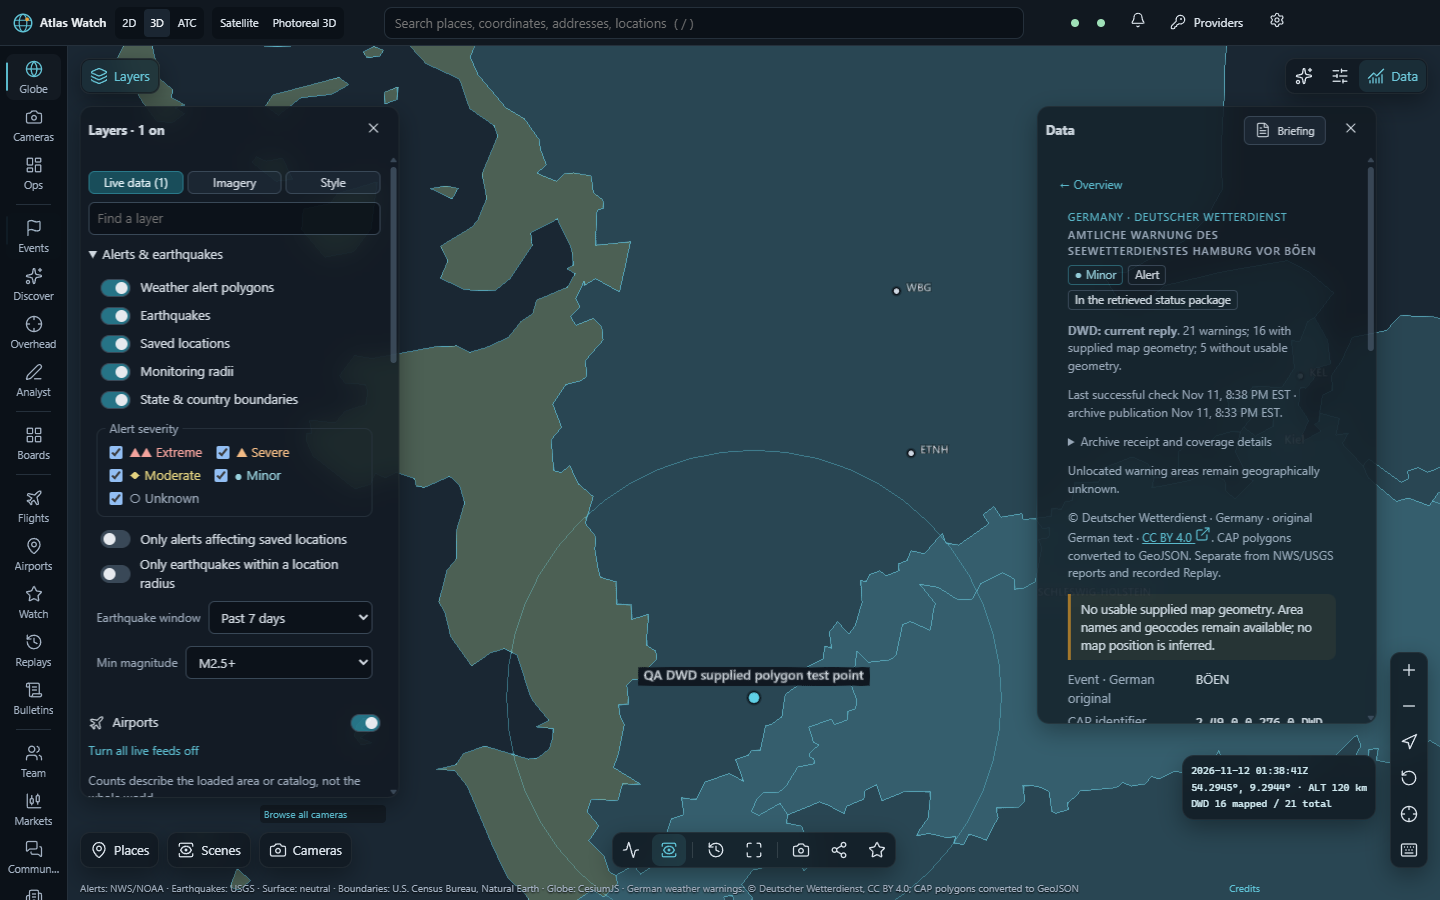 Atlas Watch
2D
3D
ATC
Satellite
Photoreal 3D
Search places, coordinates, addresses, locations ( / )
Providers
Globe
Cameras
Ops
Events
Discover
Overhead
Analyst
Boards
Flights
Airports
Watch
Replays
Bulletins
Team
Markets
Commun...
Layers
Layers · 1 on
Live data (1)
Imagery
Style
Find a layer
▼ Alerts & earthquakes
Weather alert polygons
Earthquakes
Saved locations
Monitoring radii
State & country boundaries
Alert severity
Extreme
Severe
Moderate
Minor
Unknown
Only alerts affecting saved locations
Only earthquakes within a location
radius
Earthquake window
Past 7 days
Min magnitude
M2.5+
Airports
Turn all live feeds off
Counts describe the loaded area or catalog, not the
whole world
Browse all cameras
Places
Scenes
Cameras
WBG
ETNH
QA DWD supplied polygon test point
Data
Data
Briefing
← Overview
GERMANY · DEUTSCHER WETTERDIENST
AMTLICHE WARNUNG DES
SEEWETTERDIENSTES HAMBURG VOR BÖEN
Minor
Alert
In the retrieved status package
DWD: current reply. 21 warnings; 16 with
supplied map geometry; 5 without usable
geometry.
Last successful check Nov 11, 8:38 PM EST ·
archive publication Nov 11, 8:33 PM EST.
▶ Archive receipt and coverage details
Unlocated warning areas remain geographically
unknown.
© Deutscher Wetterdienst · Germany · original
German text · CC BY 4.0 . CAP polygons
converted to GeoJSON. Separate from NWS/USGS
reports and recorded Replay.
No usable supplied map geometry. Area
names and geocodes remain available; no
map position is inferred.
Event · German
original
BÖEN
CAP identifier
2.49.0.0.276.0.DWD
2026-11-12 01:38:41Z
54.2945°, 9.2944° · ALT 120 km
DWD 16 mapped / 21 total
Alerts: NWS/NOAA · Earthquakes: USGS · Surface: neutral · Boundaries: U.S. Census Bureau, Natural Earth · Globe: CesiumJS · German weather warnings: © Deutscher Wetterdienst, CC BY 4.0; CAP polygons converted to GeoJSON
Credits